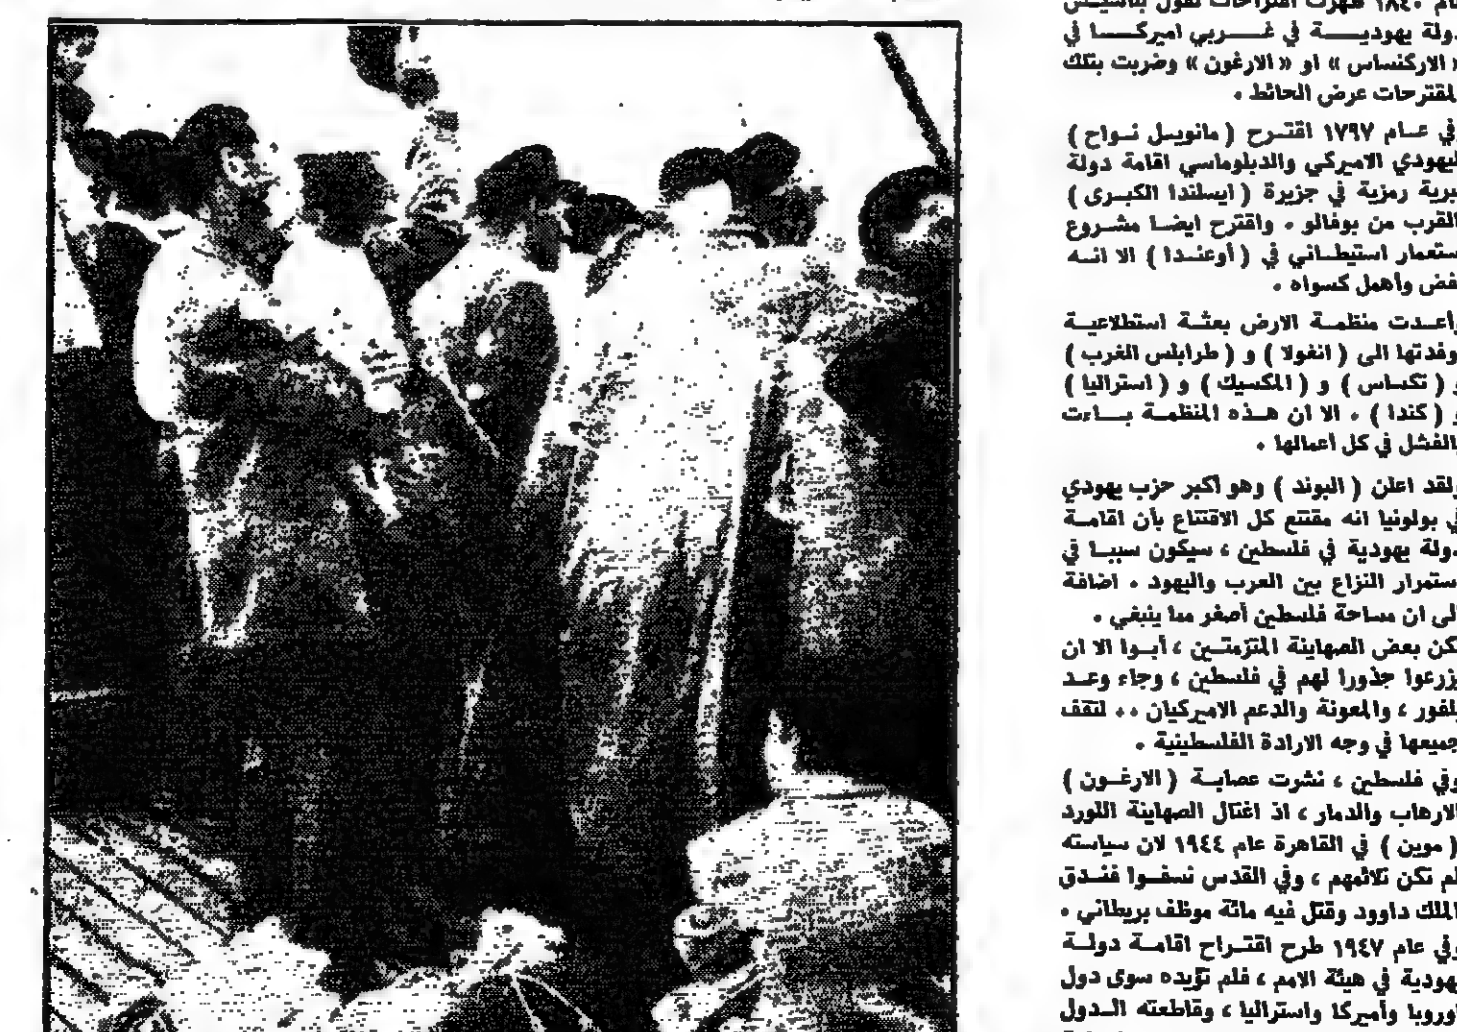 عام ١٨٤٠ ظهرت اقتراحات تقول بتأسيس
دولة يهودية في غربي اميركا في
« الاركنساس » او « الارغون » وضربت بتلك
المقترحات عرض الحائط .
وفي عام ١٧٩٧ اقترح ( مانويل نواح )
اليهودي الاميركي والدبلوماسي اقامة دولة
عبرية رمزية في جزيرة ( ايسلندا الكبرى )
بالقرب من بوفالو . واقترح ايضا مشروع
استعمار استيطاني في ( أوغندا ) الا انه
رفض وأهمل كسواه .
وأعدت منظمة الارض بعثة استطلاعية
أوفدتها الى ( انغولا ) و ( طرابلس الغرب )
و ( تكساس ) و ( المكسيك ) و ( استراليا )
و ( كندا ) . الا ان هذه المنظمة باءت
بالفشل في كل أعمالها .
ولقد اعلن ( البوند ) وهو أكبر حزب يهودي
في بولونيا انه مقتنع كل الاقتناع بأن اقامة
دولة يهودية في فلسطين ، سيكون سببا في
استمرار النزاع بين العرب واليهود . اضافة
الى ان مساحة فلسطين أصغر مما ينبغي .
لكن بعض الصهاينة المتزمتين ، أبوا الا ان
يزرعوا جذورا لهم في فلسطين ، وجاء وعد
بلفور ، والمعونة والدعم الاميركيان .. لتقف
جميعها في وجه الارادة الفلسطينية .
وفي فلسطين ، نشرت عصابة ( الارغون )
الارهاب والدمار ، اذ اغتال الصهاينة اللورد
( موين ) في القاهرة عام ١٩٤٤ لان سياسته
لم تكن تلائمهم ، وفي القدس نسفوا فندق
الملك داوود وقتل فيه مائة موظف بريطاني .
وفي عام ١٩٤٧ طرح اقتراح اقامة دولة
يهودية في هيئة الامم ، فلم تؤيده سوى دول
اوروبا وأميركا واستراليا ، وقاطعته الدول